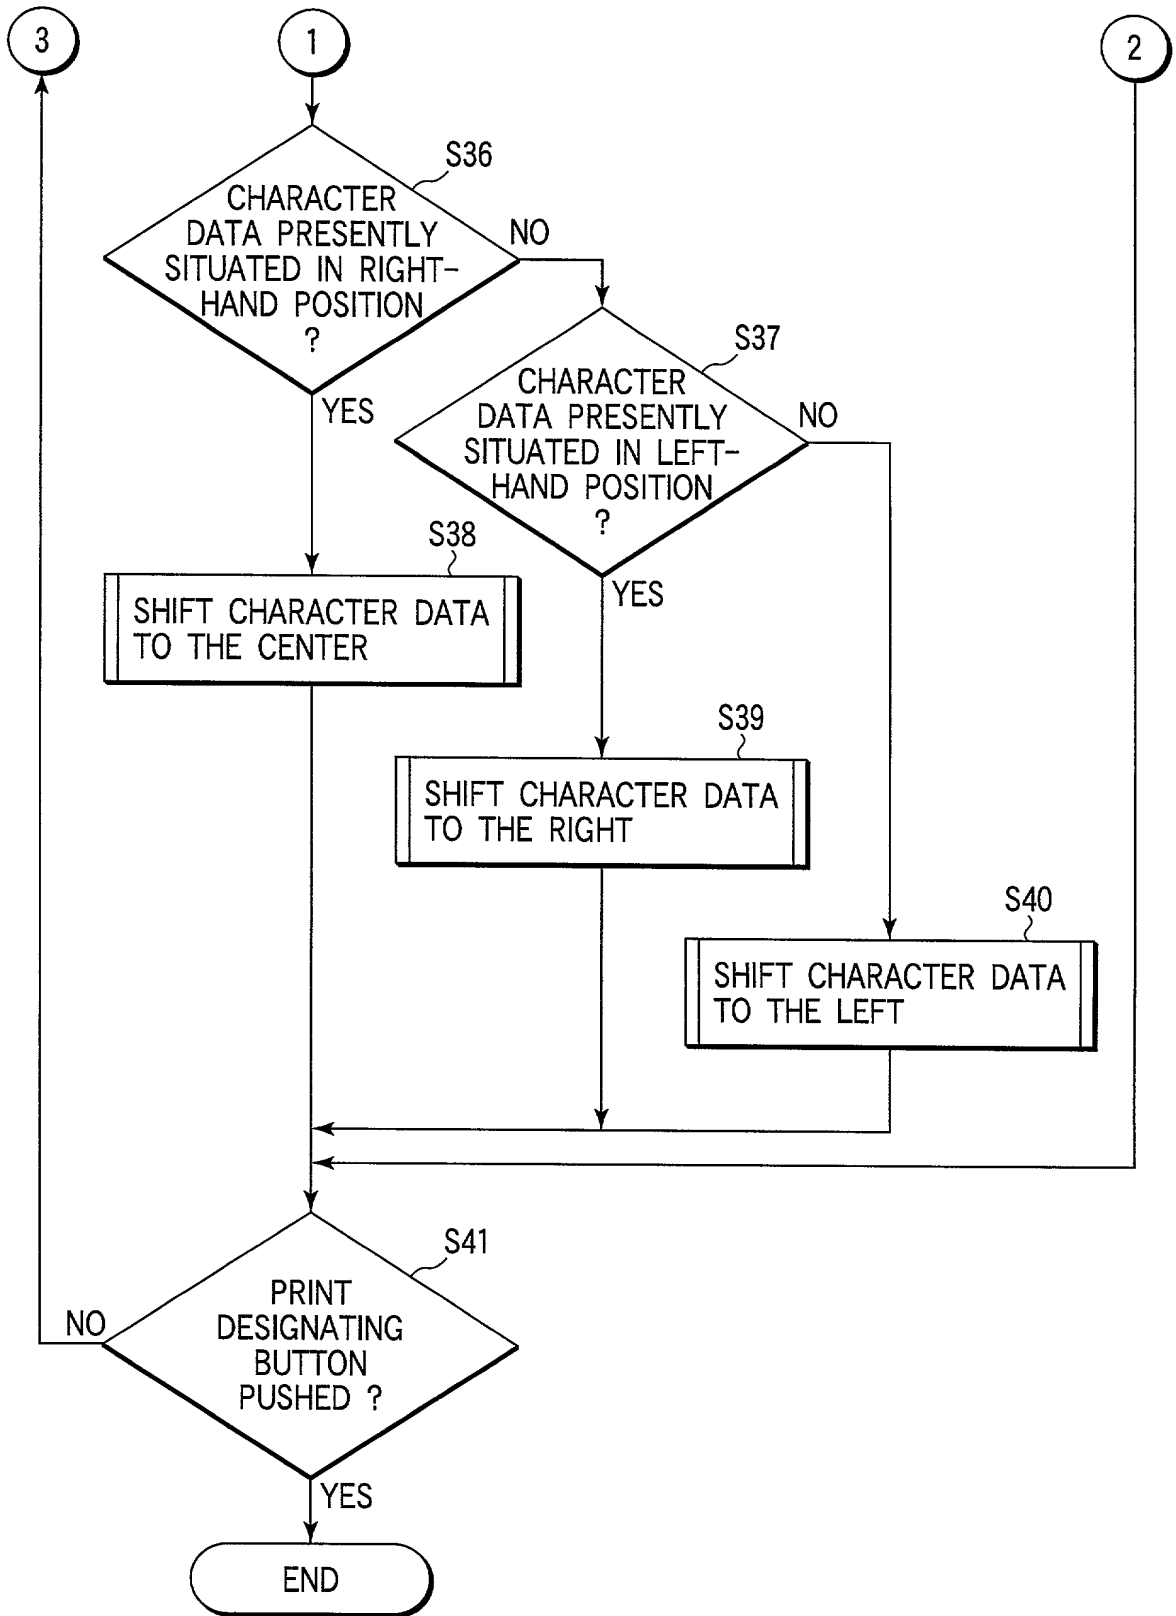 3
1
2
S36
CHARACTER
DATA PRESENTLY
SITUATED IN RIGHT-
HAND POSITION
?
NO
YES
S37
CHARACTER
DATA PRESENTLY
SITUATED IN LEFT-
HAND POSITION
?
NO
YES
S38
SHIFT CHARACTER DATA
TO THE CENTER
S39
SHIFT CHARACTER DATA
TO THE RIGHT
S40
SHIFT CHARACTER DATA
TO THE LEFT
S41
PRINT
DESIGNATING
BUTTON
PUSHED ?
NO
YES
END